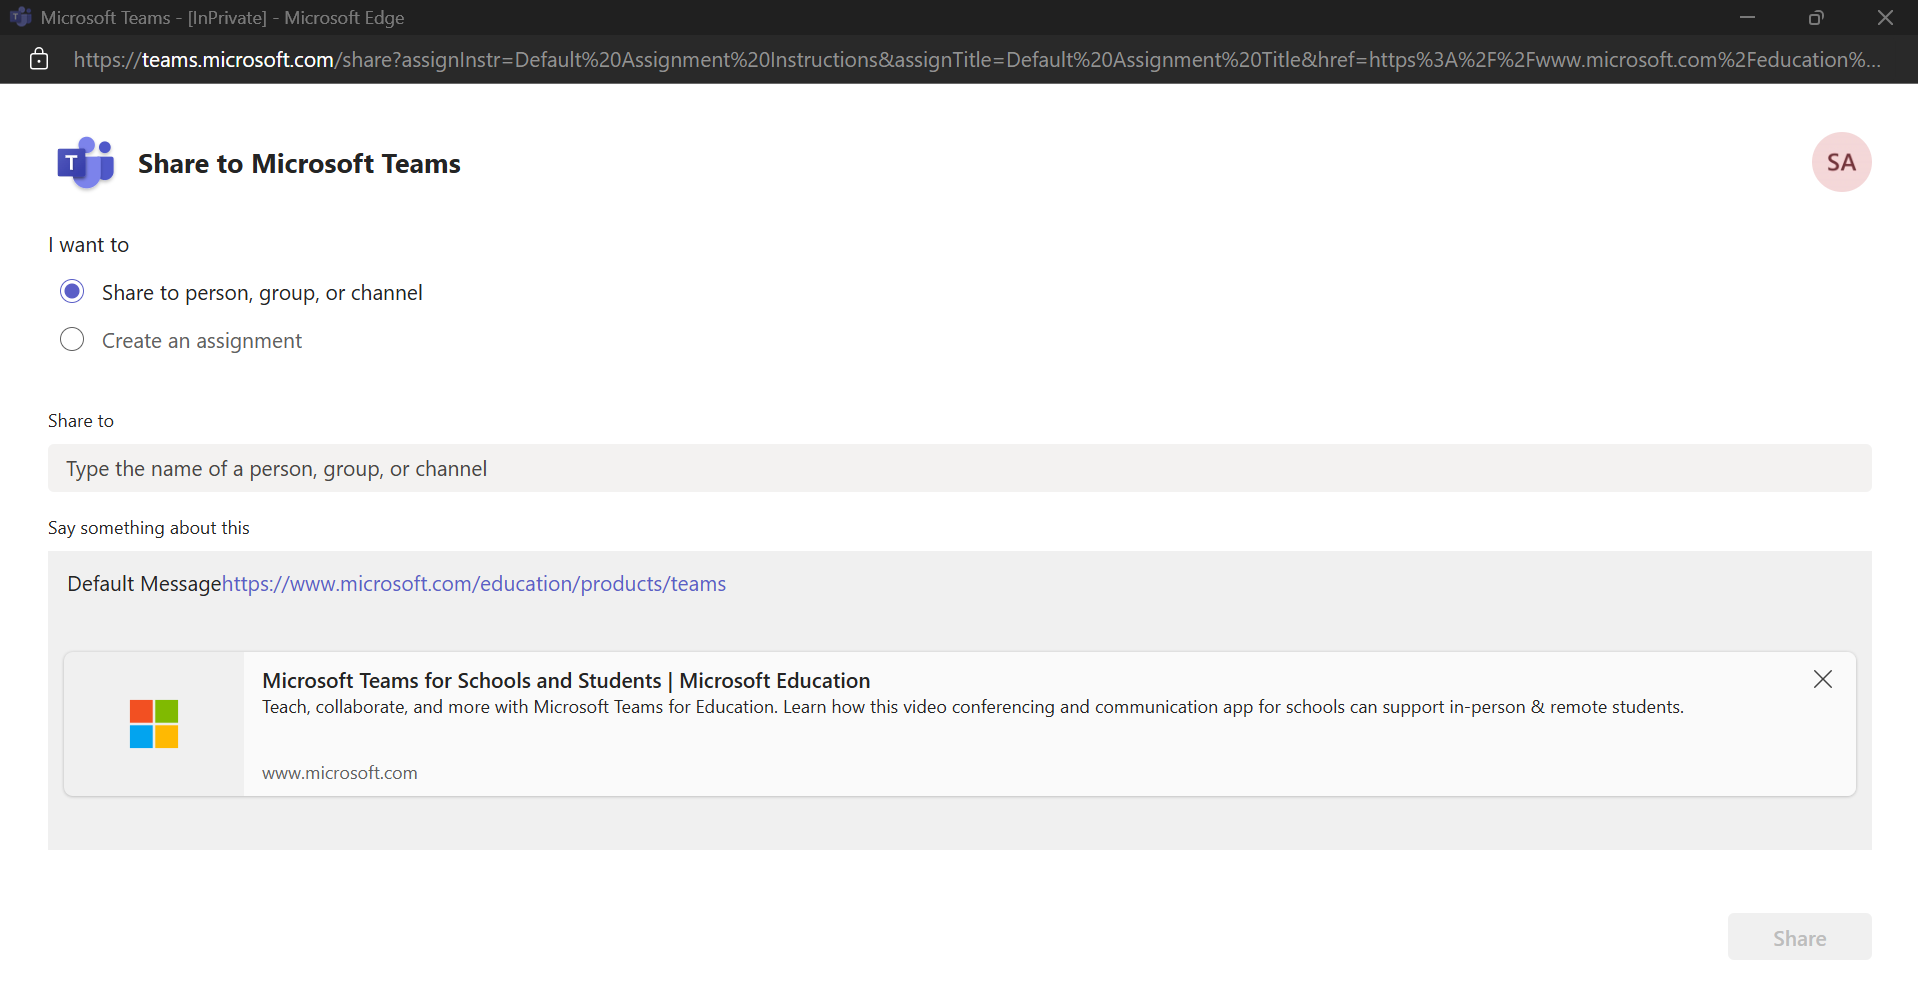 Microsoft Teams - [InPrivate] - Microsoft Edge
https://teams.microsoft.com/share?assignInstr=Default%20Assignment%20Instructions&assignTitle=Default%20Assignment%20Title&href=https%3A%2F%2Fwww.microsoft.com%2Feducation%...
T Share to Microsoft Teams
SA
I want to
Share to person, group, or channel
Create an assignment
Share to
Type the name of a person, group, or channel
Say something about this
Default Messagehttps://www.microsoft.com/education/products/teams
Microsoft Teams for Schools and Students | Microsoft Education
Teach, collaborate, and more with Microsoft Teams for Education. Learn how this video conferencing and communication app for schools can support in-person & remote students.
www.microsoft.com
Share